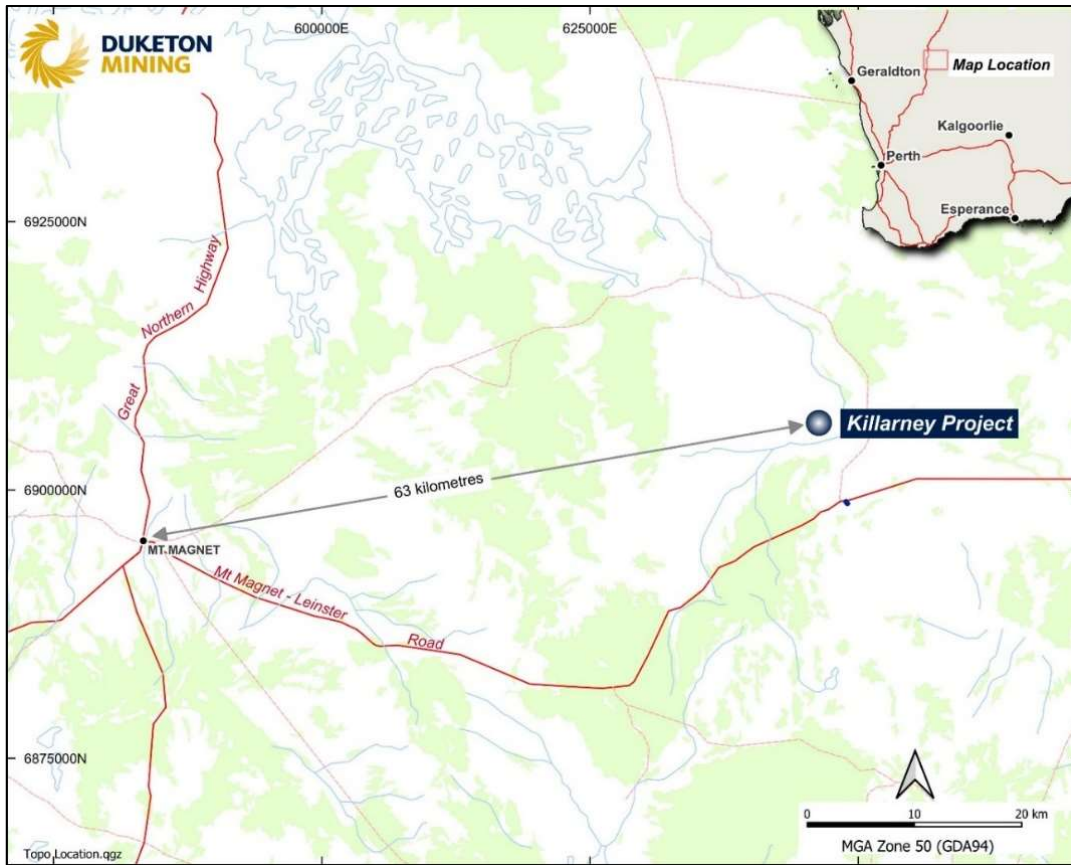 DUKETON
MINING
600000E
625000E
Geraldton
Map Location
Kalgoorlie
Perth
Esperance
6925000N
Great Northern Highway
Killarney Project
63 kilometres
6900000N
MT MAGNET
Mt Magnet - Leinster Road
6875000N
0 10 20 km
MGA Zone 50 (GDA94)
Topo Location.qgz